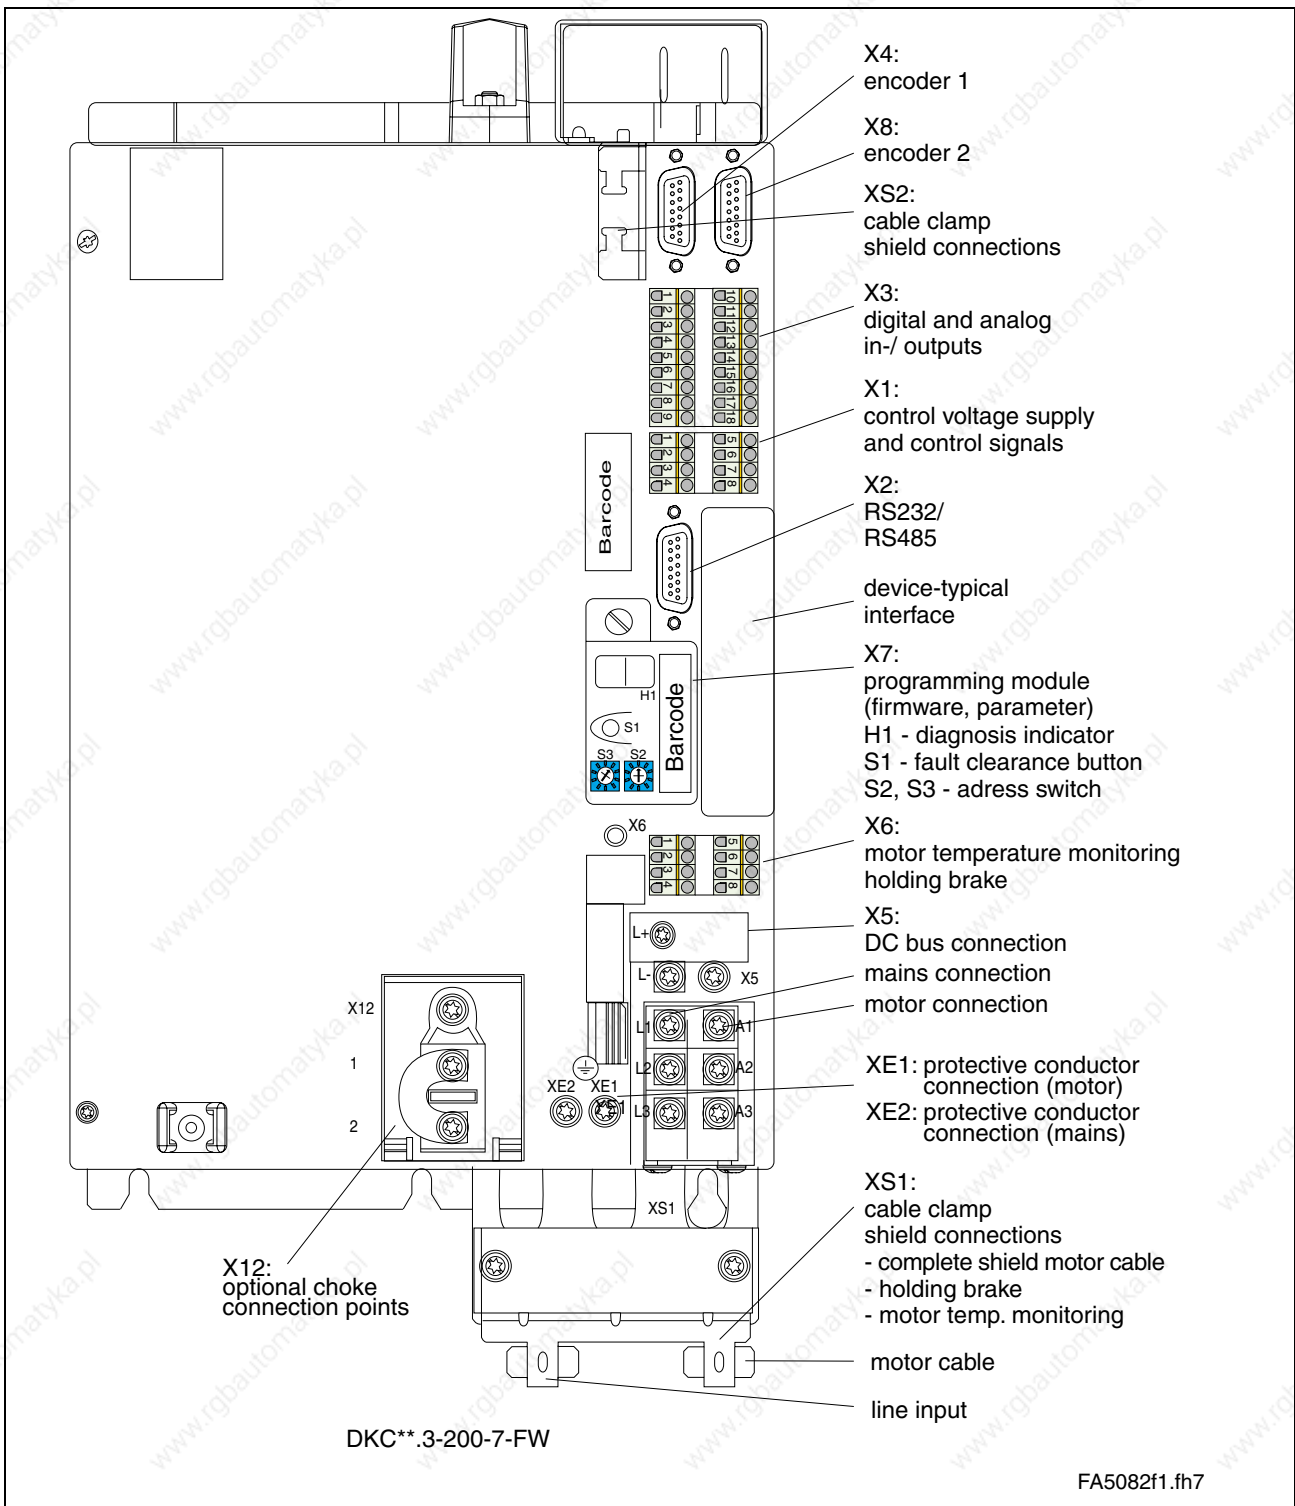 X4:
encoder 1
X8:
encoder 2
XS2:
cable clamp
shield connections
X3:
digital and analog
in-/ outputs
X1:
control voltage supply
and control signals
X2:
RS232/
RS485
device-typical
interface
X7:
programming module
(firmware, parameter)
H1 - diagnosis indicator
S1 - fault clearance button
S2, S3 - adress switch
X6:
motor temperature monitoring
holding brake
X5:
DC bus connection
mains connection
motor connection
XE1: protective conductor
connection (motor)
XE2: protective conductor
connection (mains)
XS1:
cable clamp
shield connections
- complete shield motor cable
- holding brake
- motor temp. monitoring
motor cable
line input
1 10
2 11
3 12
4 13
5 14
6 15
7 16
8 17
9 18
1 5
2 6
3 7
4 8
Barcode
H1
S1
S3 S2
Barcode
X6
1 5
2 6
3 7
4 8
L+
L- X5
L1 A1
L2 A2
L3 A3
XE2 XE1
XE1
X12
1
2
XS1
X12:
optional choke
connection points
DKC**.3-200-7-FW
FA5082f1.fh7
www.rgbautomatyka.pl